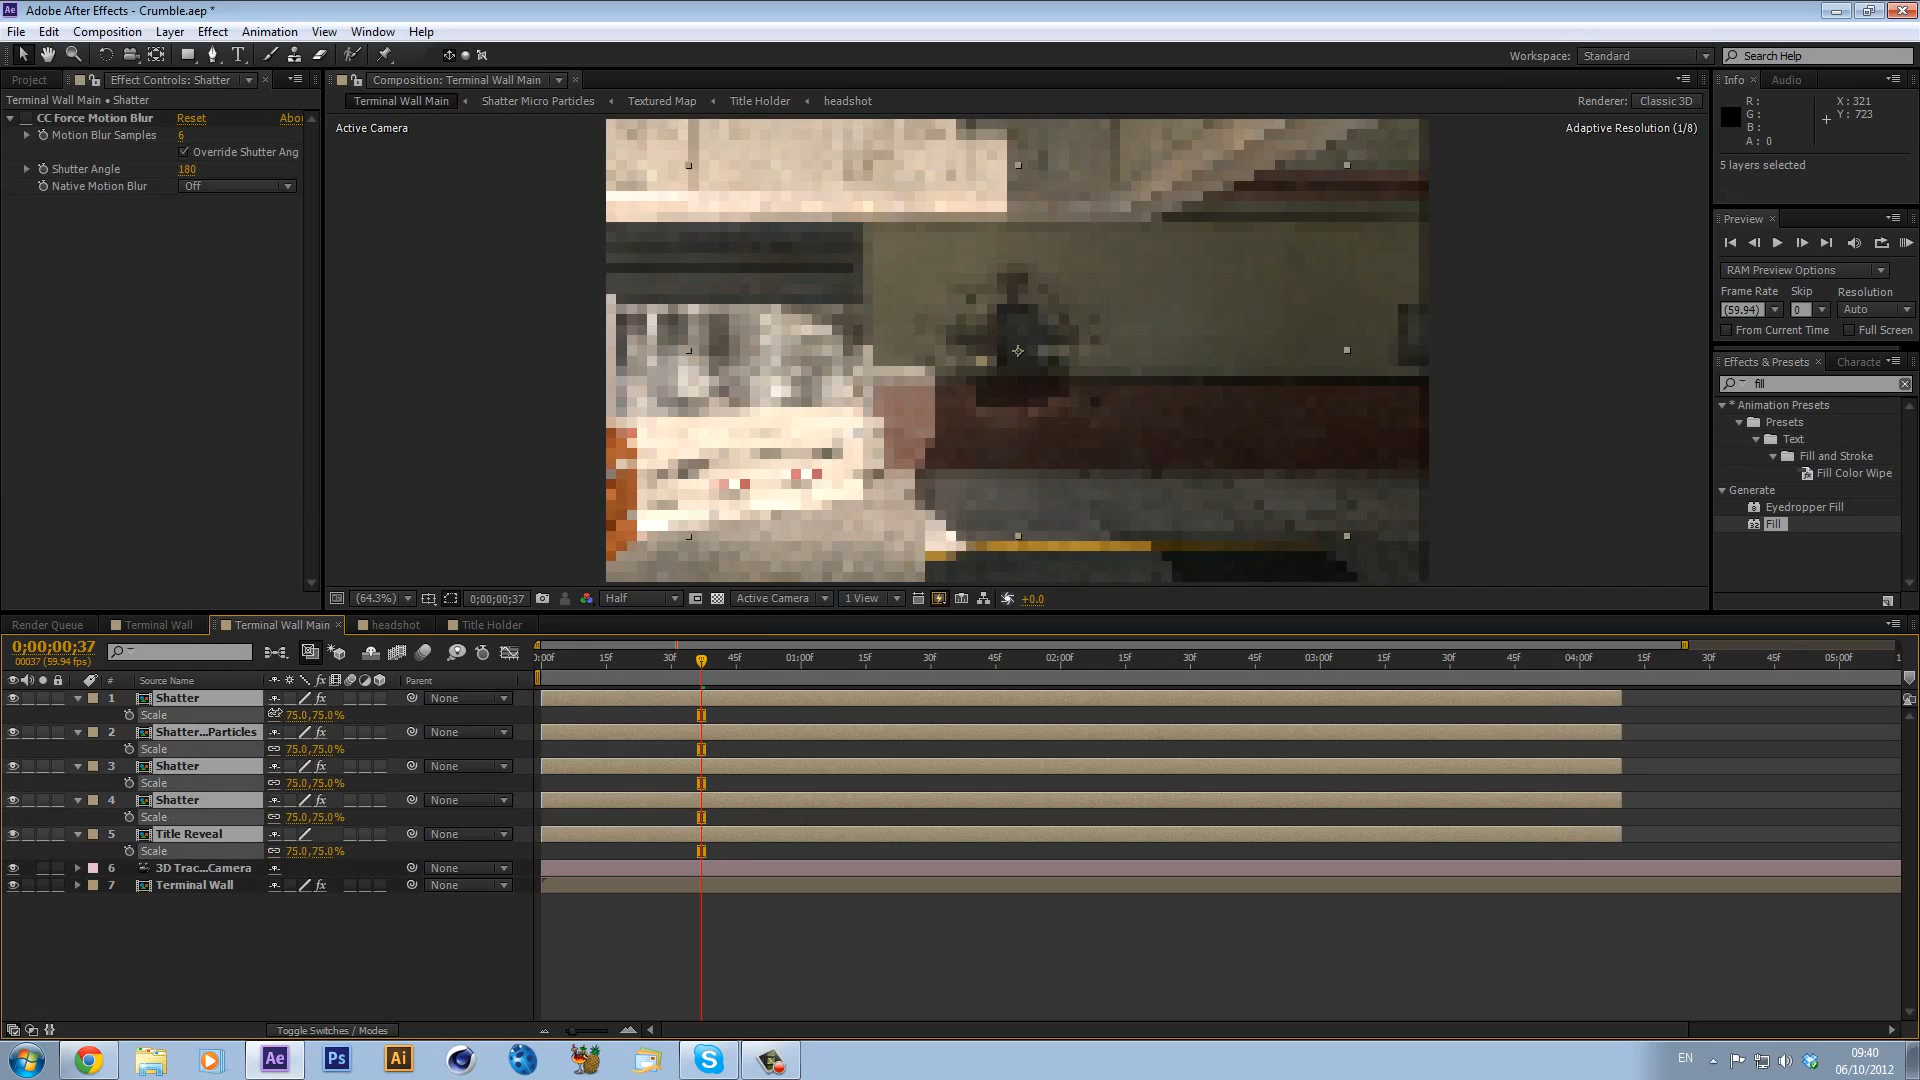 Adobe After Effects - Crumble.aep *
File Edit Composition Layer Effect Animation View Window Help
Workspace: Standard Search Help
Project Effect Controls: Shatter
Composition: Terminal Wall Main
Info Audio
Terminal Wall Main • Shatter
Terminal Wall Main Shatter Micro Particles Textured Map Title Holder headshot
Renderer: Classic 3D
R: X: 321
G: Y: 723
B:
A: 0
CC Force Motion Blur Reset Abou
Active Camera
Adaptive Resolution (1/8)
Motion Blur Samples 6
Override Shutter Ang
5 layers selected
Shutter Angle 180
Native Motion Blur Off
Preview
RAM Preview Options
Frame Rate Skip Resolution
(59.94) 0 Auto
From Current Time Full Screen
Effects & Presets Characte
fill
* Animation Presets
Presets
Text
Fill and Stroke
Fill Color Wipe
Generate
Eyedropper Fill
Fill
(64.3%) 0;00;00;37 Half Active Camera 1 View +0.0
Render Queue Terminal Wall Terminal Wall Main headshot Title Holder
0;00;00;37
00037 (59.94 fps)
0:00f 15f 30f 45f 01:00f 15f 30f 45f 02:00f 15f 30f 45f 03:00f 15f 30f 45f 04:00f 15f 30f 45f 05:00f 1
# Source Name fx Parent
1 Shatter fx None
Scale 75.0,75.0%
2 Shatter...Particles fx None
Scale 75.0,75.0%
3 Shatter fx None
Scale 75.0,75.0%
4 Shatter fx None
Scale 75.0,75.0%
5 Title Reveal None
Scale 75.0,75.0%
6 3D Trac...Camera None
7 Terminal Wall fx None
Toggle Switches / Modes
Ae Ps Ai
EN
09:40
06/10/2012